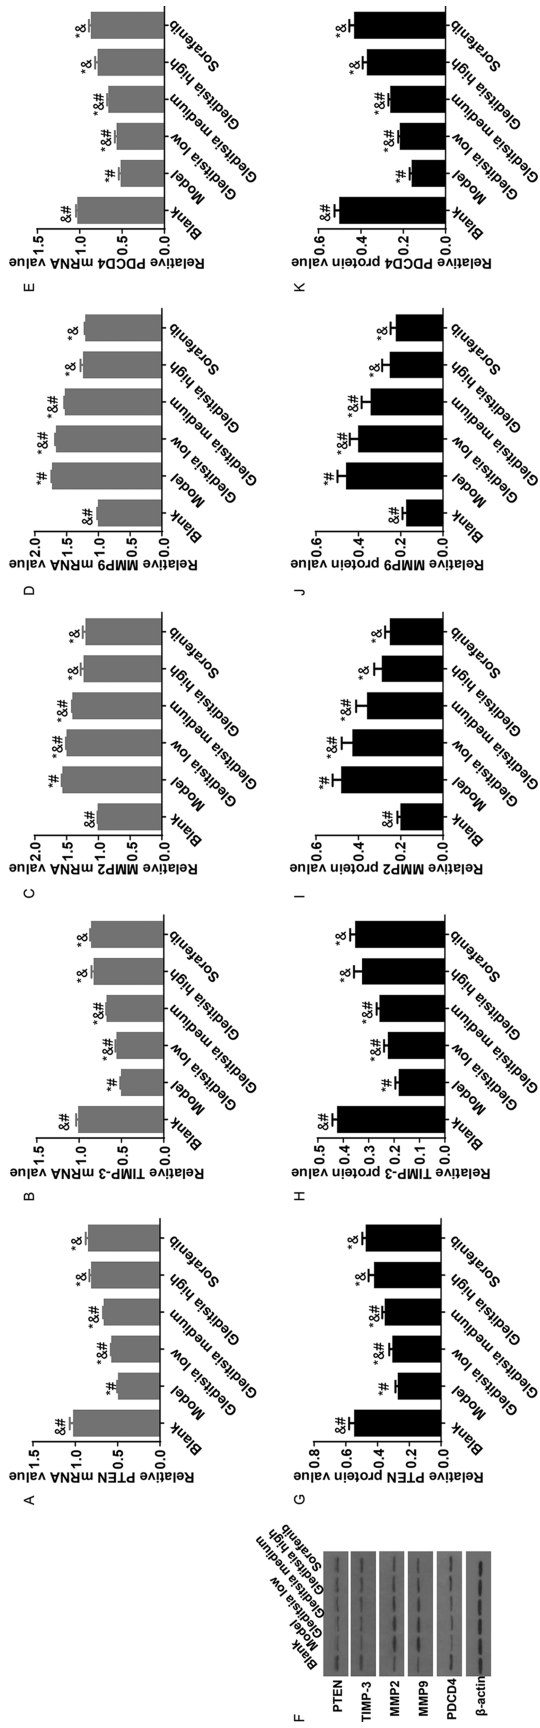 A
Relative PTEN mRNA value
1.5
1.0
0.5
0.0
&#
*#
*&#
*&#
*&
*&
Blank
Model
Gleditsia low
Gleditsia medium
Gleditsia high
Sorafenib
B
Relative TIMP-3 mRNA value
1.5
1.0
0.5
0.0
&#
*#
*&#
*&#
*&
*&
Blank
Model
Gleditsia low
Gleditsia medium
Gleditsia high
Sorafenib
C
Relative MMP2 mRNA value
2.0
1.5
1.0
0.5
0.0
&#
*#
*&#
*&#
*&
*&
Blank
Model
Gleditsia low
Gleditsia medium
Gleditsia high
Sorafenib
D
Relative MMP9 mRNA value
2.0
1.5
1.0
0.5
0.0
&#
*#
*&#
*&#
*&
*&
Blank
Model
Gleditsia low
Gleditsia medium
Gleditsia high
Sorafenib
E
Relative PDCD4 mRNA value
1.5
1.0
0.5
0.0
&#
*#
*&#
*&#
*&
*&
Blank
Model
Gleditsia low
Gleditsia medium
Gleditsia high
Sorafenib
F
Blank
Model
Gleditsia low
Gleditsia medium
Gleditsia high
Sorafenib
PTEN
TIMP-3
MMP2
MMP9
PDCD4
β-actin
G
Relative PTEN protein value
0.8
0.6
0.4
0.2
0.0
&#
*#
*&#
*&#
*&
*&
Blank
Model
Gleditsia low
Gleditsia medium
Gleditsia high
Sorafenib
H
Relative TIMP-3 protein value
0.5
0.4
0.3
0.2
0.1
0.0
&#
*#
*&#
*&#
*&
*&
Blank
Model
Gleditsia low
Gleditsia medium
Gleditsia high
Sorafenib
I
Relative MMP2 protein value
0.6
0.4
0.2
0.0
&#
*#
*&#
*&#
*&
*&
Blank
Model
Gleditsia low
Gleditsia medium
Gleditsia high
Sorafenib
J
Relative MMP9 protein value
0.6
0.4
0.2
0.0
&#
*#
*&#
*&#
*&
*&
Blank
Model
Gleditsia low
Gleditsia medium
Gleditsia high
Sorafenib
K
Relative PDCD4 protein value
0.6
0.4
0.2
0.0
&#
*#
*&#
*&#
*&
*&
Blank
Model
Gleditsia low
Gleditsia medium
Gleditsia high
Sorafenib